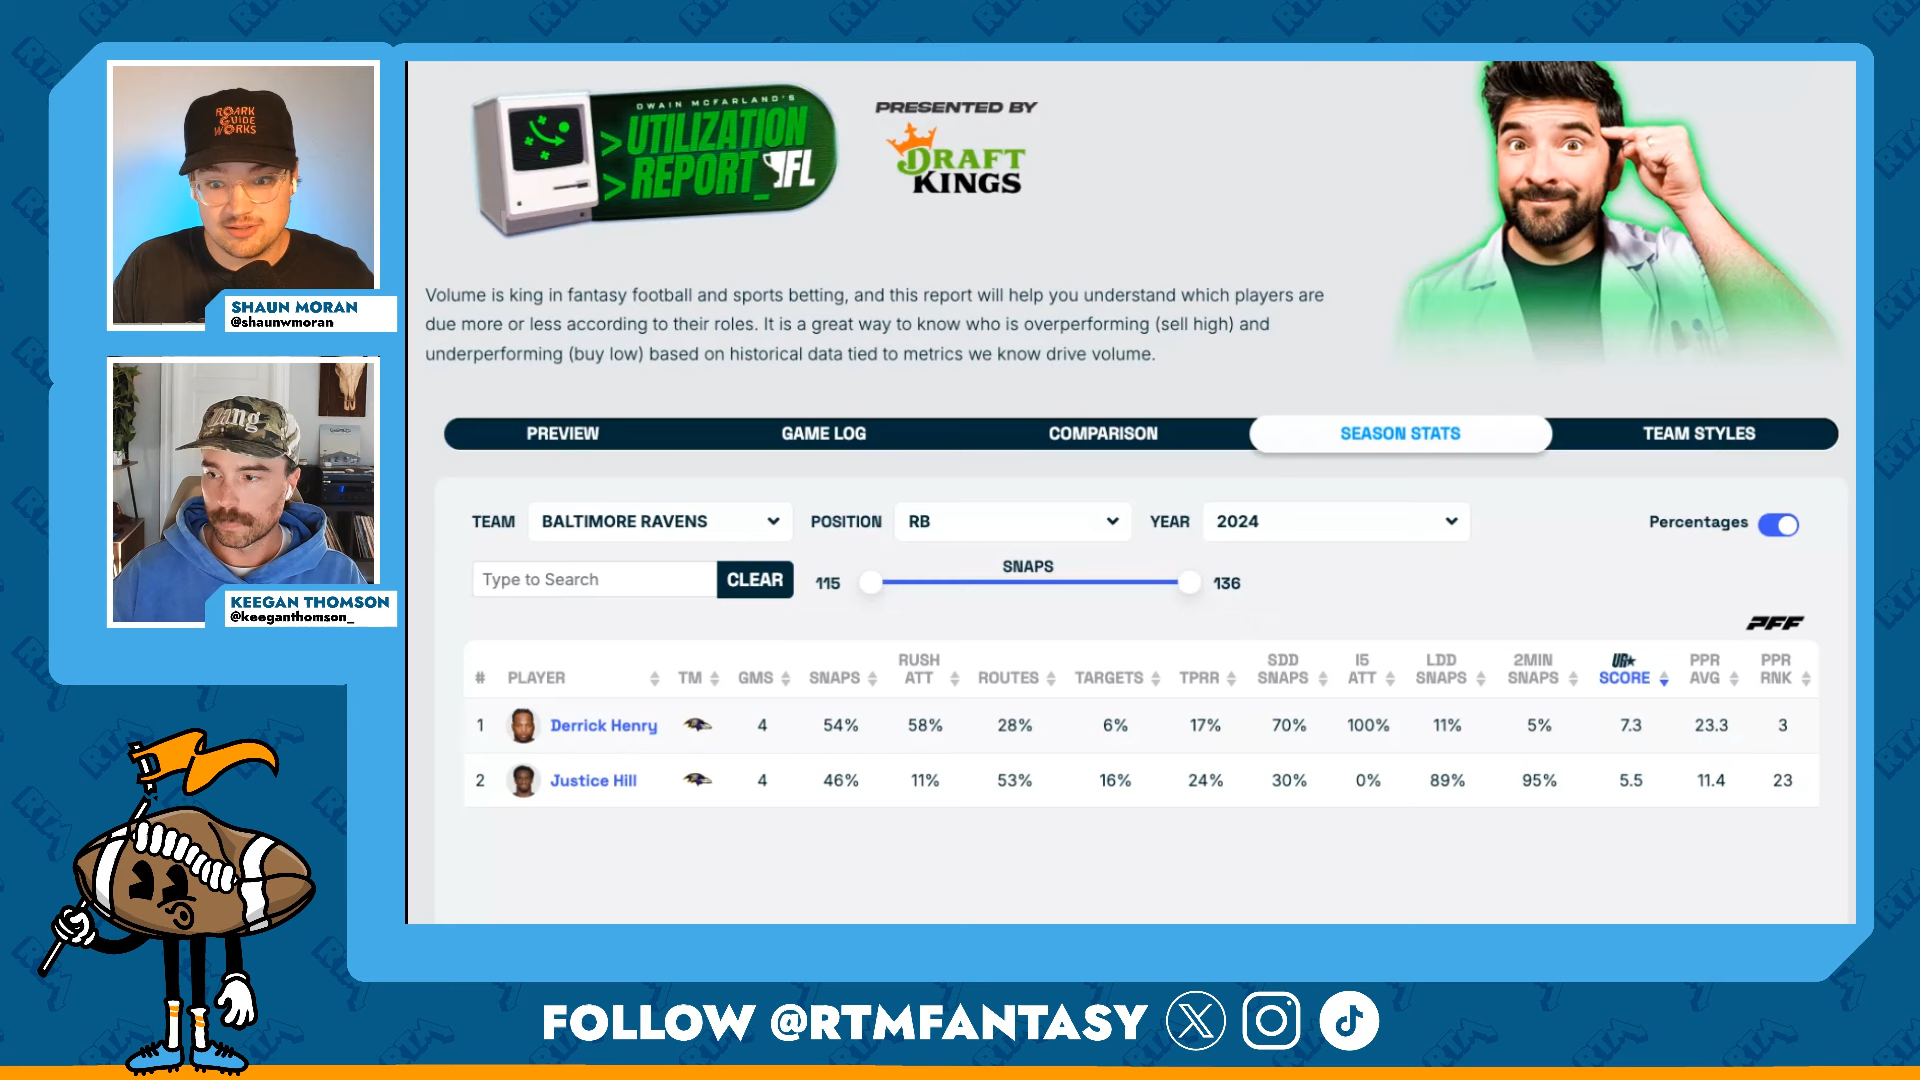 ROARK
GUIDE
WORKS
SHAUN MORAN
@shaunwmoran
KEEGAN THOMSON
@keeganthomson_
DWAIN MCFARLAND'S
>UTILIZATION
>REPORT_ FL
PRESENTED BY
DRAFT
KINGS
Volume is king in fantasy football and sports betting, and this report will help you understand which players are
due more or less according to their roles. It is a great way to know who is overperforming (sell high) and
underperforming (buy low) based on historical data tied to metrics we know drive volume.
PREVIEW GAME LOG COMPARISON SEASON STATS TEAM STYLES
TEAM BALTIMORE RAVENS POSITION RB YEAR 2024 Percentages
Type to Search CLEAR 115 SNAPS 136
PFF
# PLAYER TM GMS SNAPS RUSH ATT ROUTES TARGETS TPRR SDD SNAPS I5 ATT LDD SNAPS 2MIN SNAPS UR SCORE PPR AVG PPR RNK
1 Derrick Henry 4 54% 58% 28% 6% 17% 70% 100% 11% 5% 7.3 23.3 3
2 Justice Hill 4 46% 11% 53% 16% 24% 30% 0% 89% 95% 5.5 11.4 23
FOLLOW @RTMFANTASY